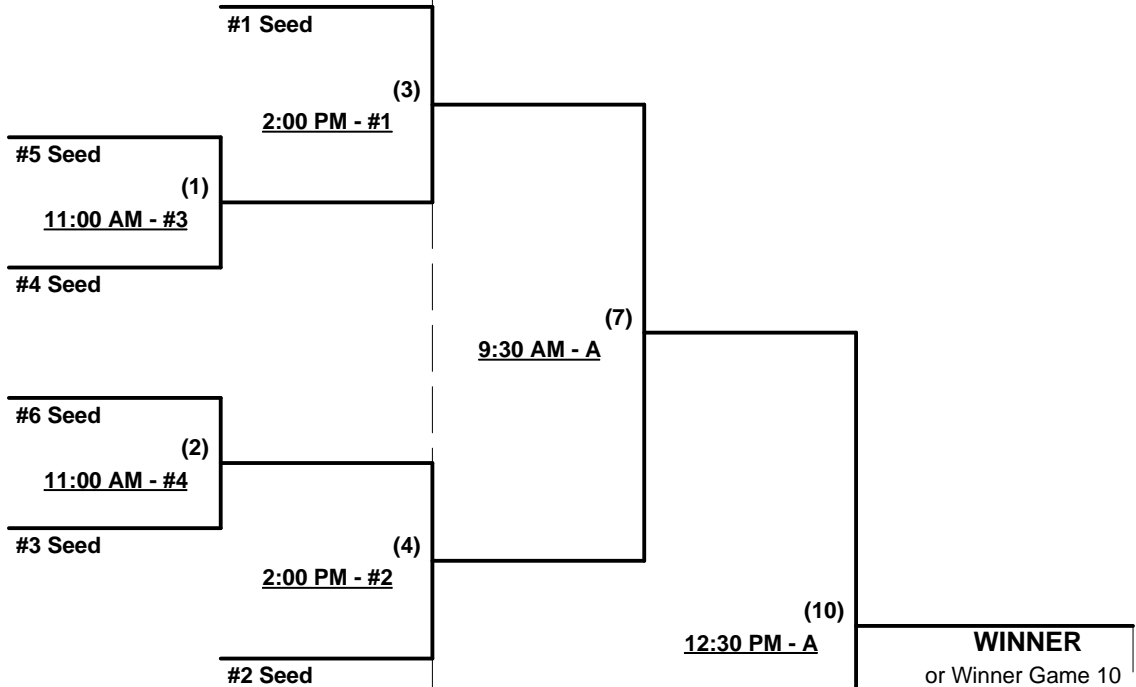 #1 Seed
(3)
2:00 PM - #1
#5 Seed
(1)
11:00 AM - #3
#4 Seed
(7)
9:30 AM - A
#6 Seed
(2)
11:00 AM - #4
#3 Seed
(4)
2:00 PM - #2
(10)
12:30 PM - A
WINNER
#2 Seed
or Winner Game 10